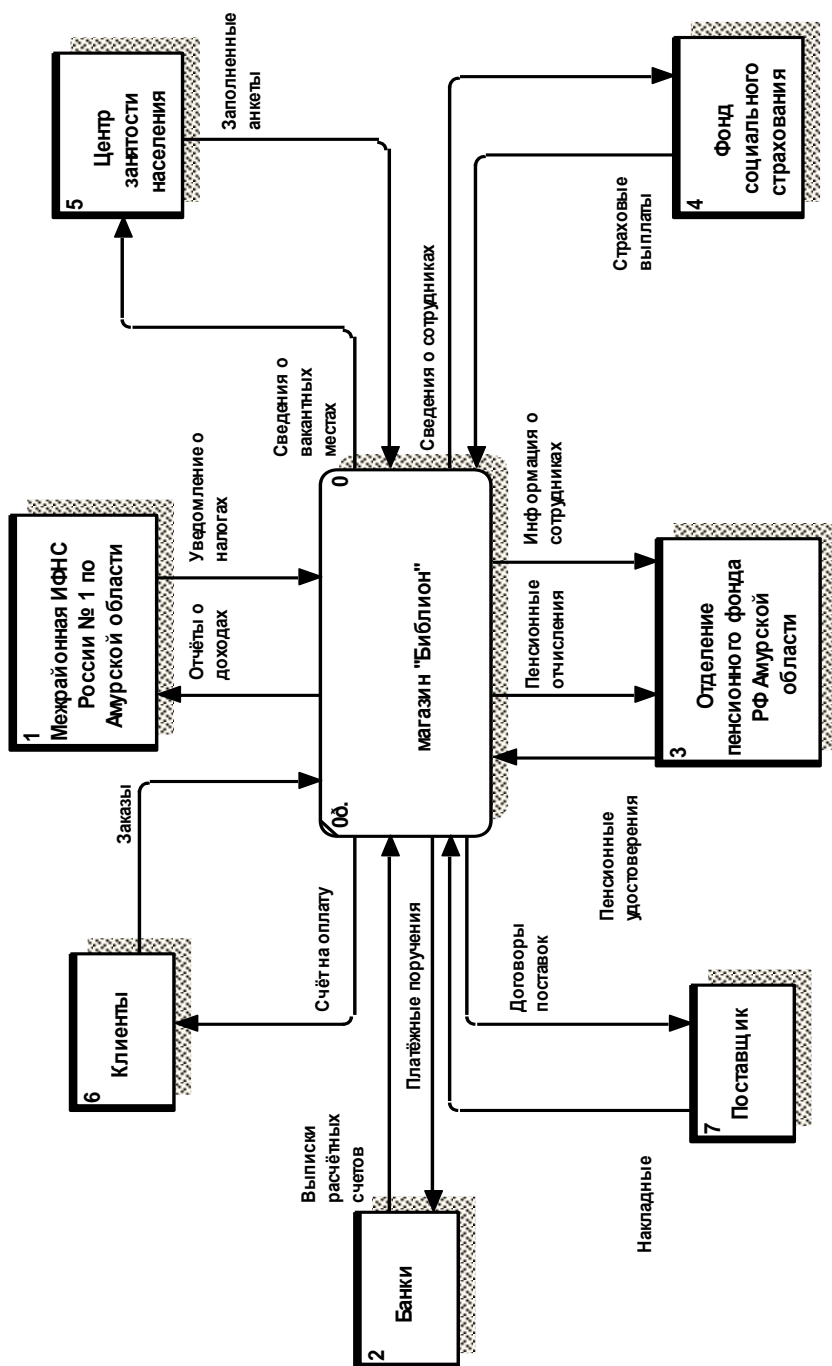 6
Клиенты
Заказы
1
Межрайонная ИФНС
России № 1 по
Амурской области
5
Центр
занятости
населения
Заполненные
анкеты
Отчёты о
доходах
Уведомление о
налогах
Сведения о
вакантных
местах
Счёт на оплату
2
Банки
Выписки
расчётных
счетов
Платёжные поручения
0ð.
0
магазин "Библион"
Сведения о сотрудниках
Договоры
поставок
Накладные
7
Поставщик
Пенсионные
удостоверения
Пенсионные
отчисления
Информация о
сотрудниках
3
Отделение
пенсионного фонда
РФ Амурской
области
Страховые
выплаты
4
Фонд
социального
страхования